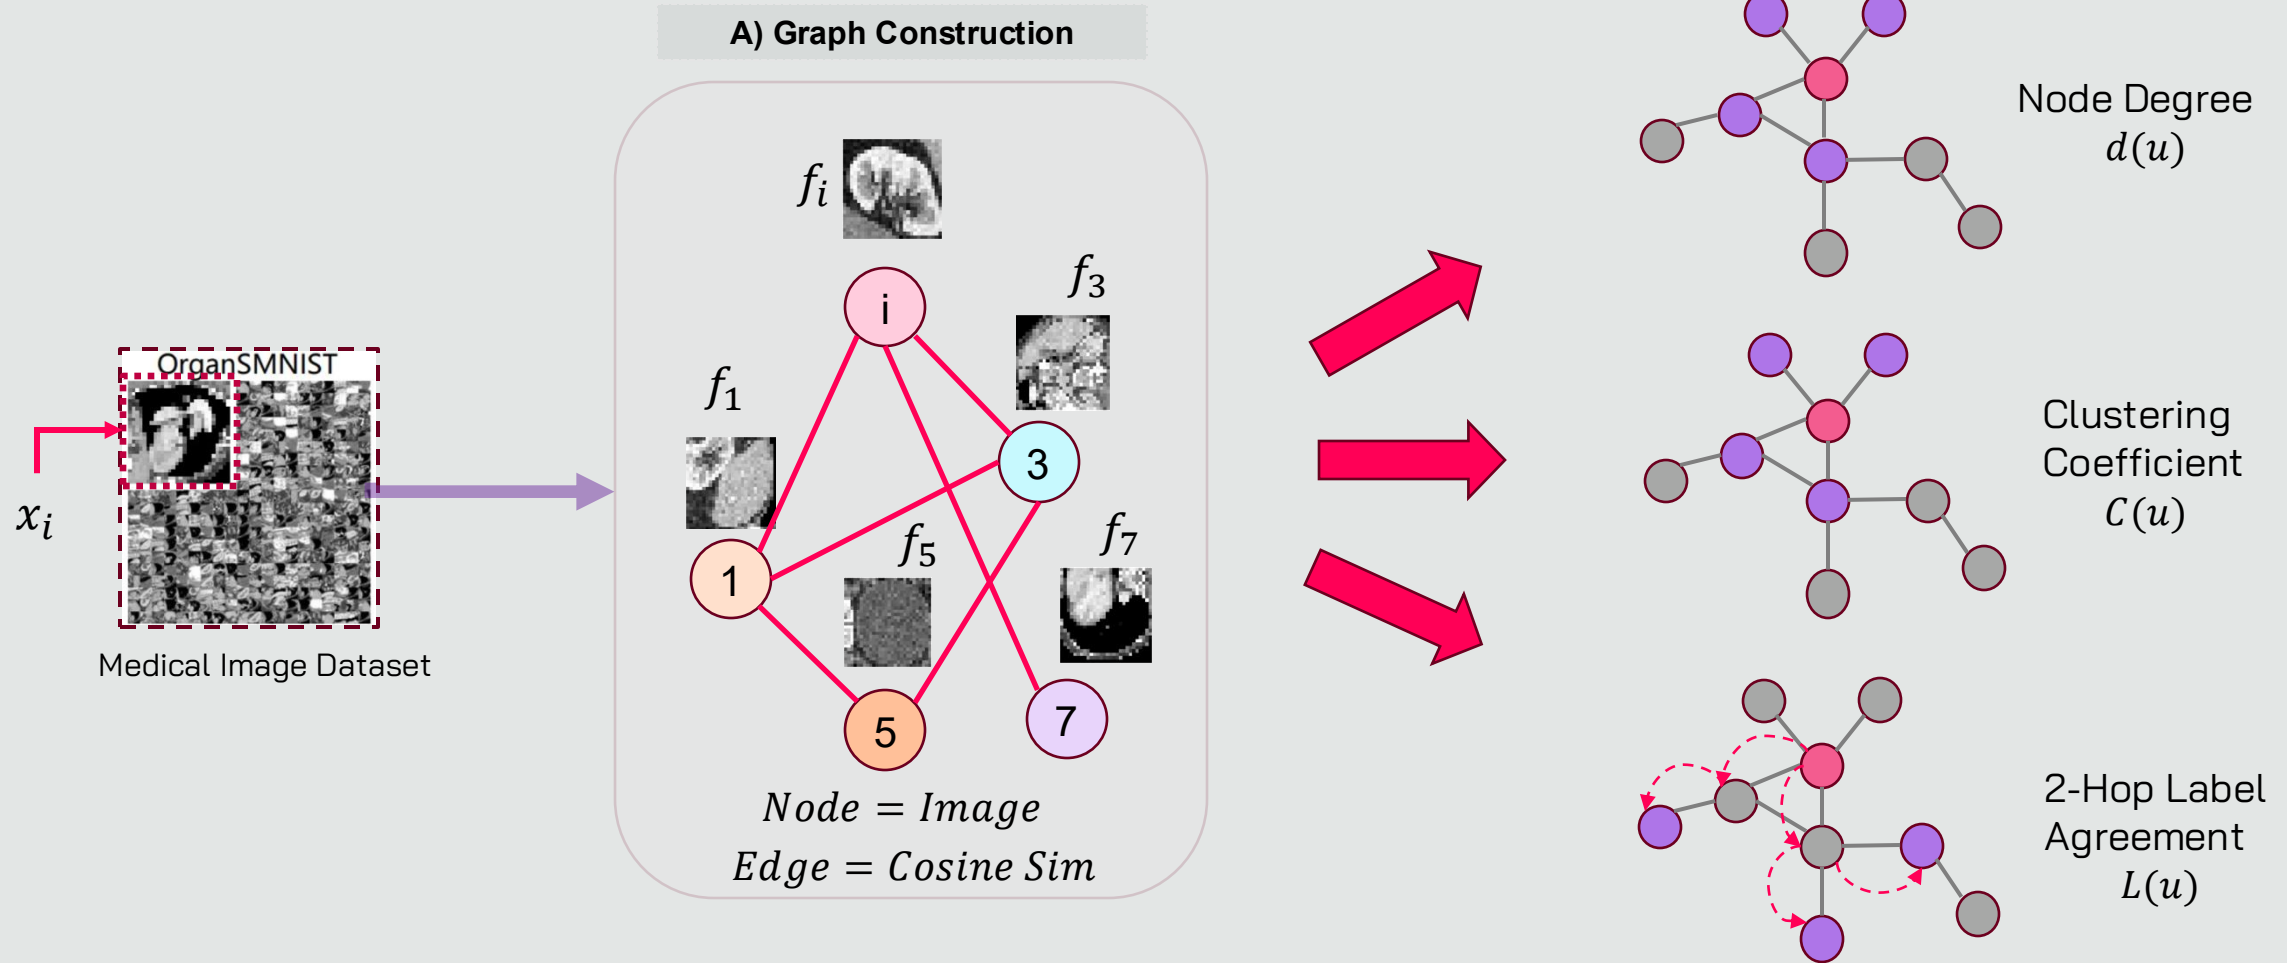 A) Graph Construction
f_i
i
f_3
3
f_1
1
f_5
5
f_7
7
Node = Image
Edge = Cosine Sim
OrganSMNIST
x_i
Medical Image Dataset
Node Degree
d(u)
Clustering
Coefficient
C(u)
2-Hop Label
Agreement
L(u)